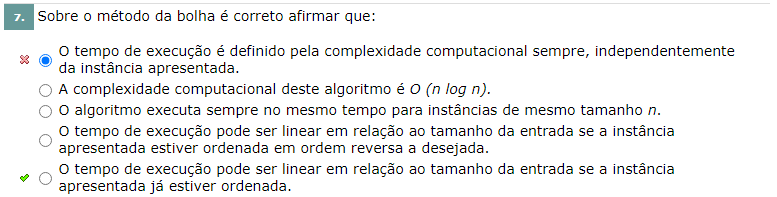 7. Sobre o método da bolha é correto afirmar que:
O tempo de execução é definido pela complexidade computacional sempre, independentemente
da instância apresentada.
A complexidade computacional deste algoritmo é O (n log n).
O algoritmo executa sempre no mesmo tempo para instâncias de mesmo tamanho n.
O tempo de execução pode ser linear em relação ao tamanho da entrada se a instância
apresentada estiver ordenada em ordem reversa a desejada.
O tempo de execução pode ser linear em relação ao tamanho da entrada se a instância
apresentada já estiver ordenada.